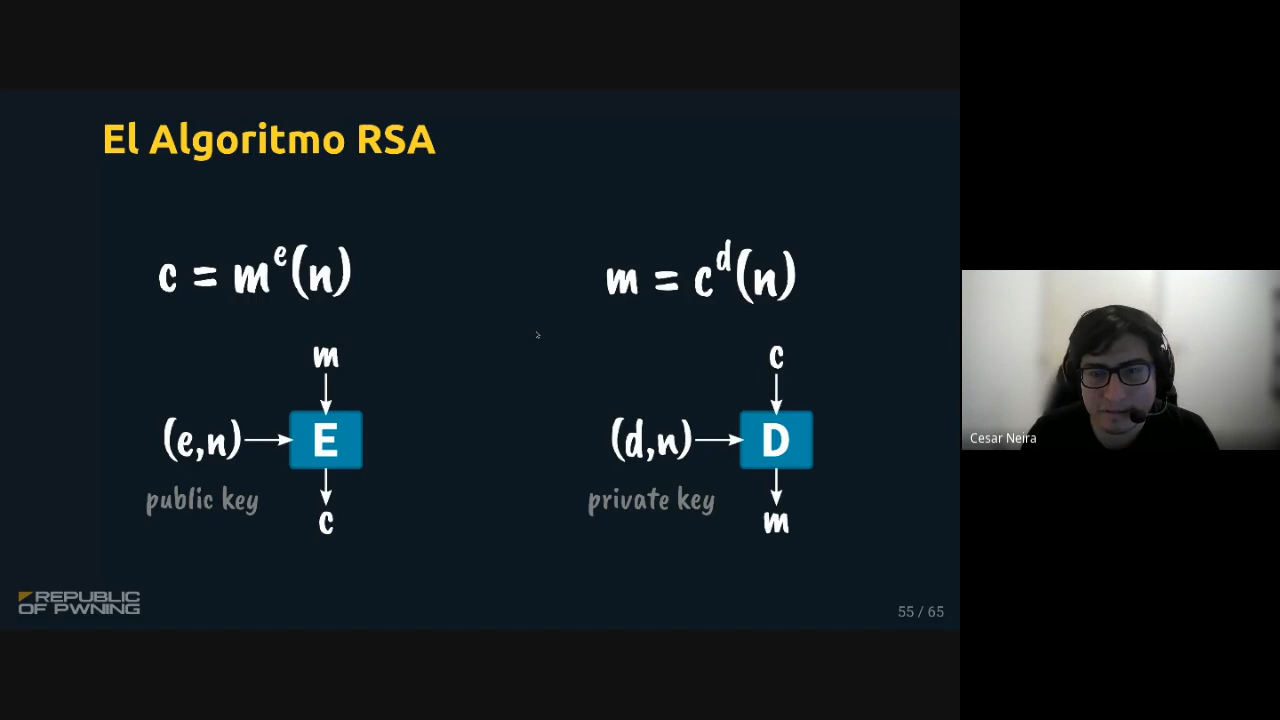 El Algoritmo RSA
c = m^e(n)
m = c^d(n)
m
c
(e,n)
E
(d,n)
D
public key
private key
c
m
Cesar Neira
REPUBLIC
OF PWNING
55 / 65